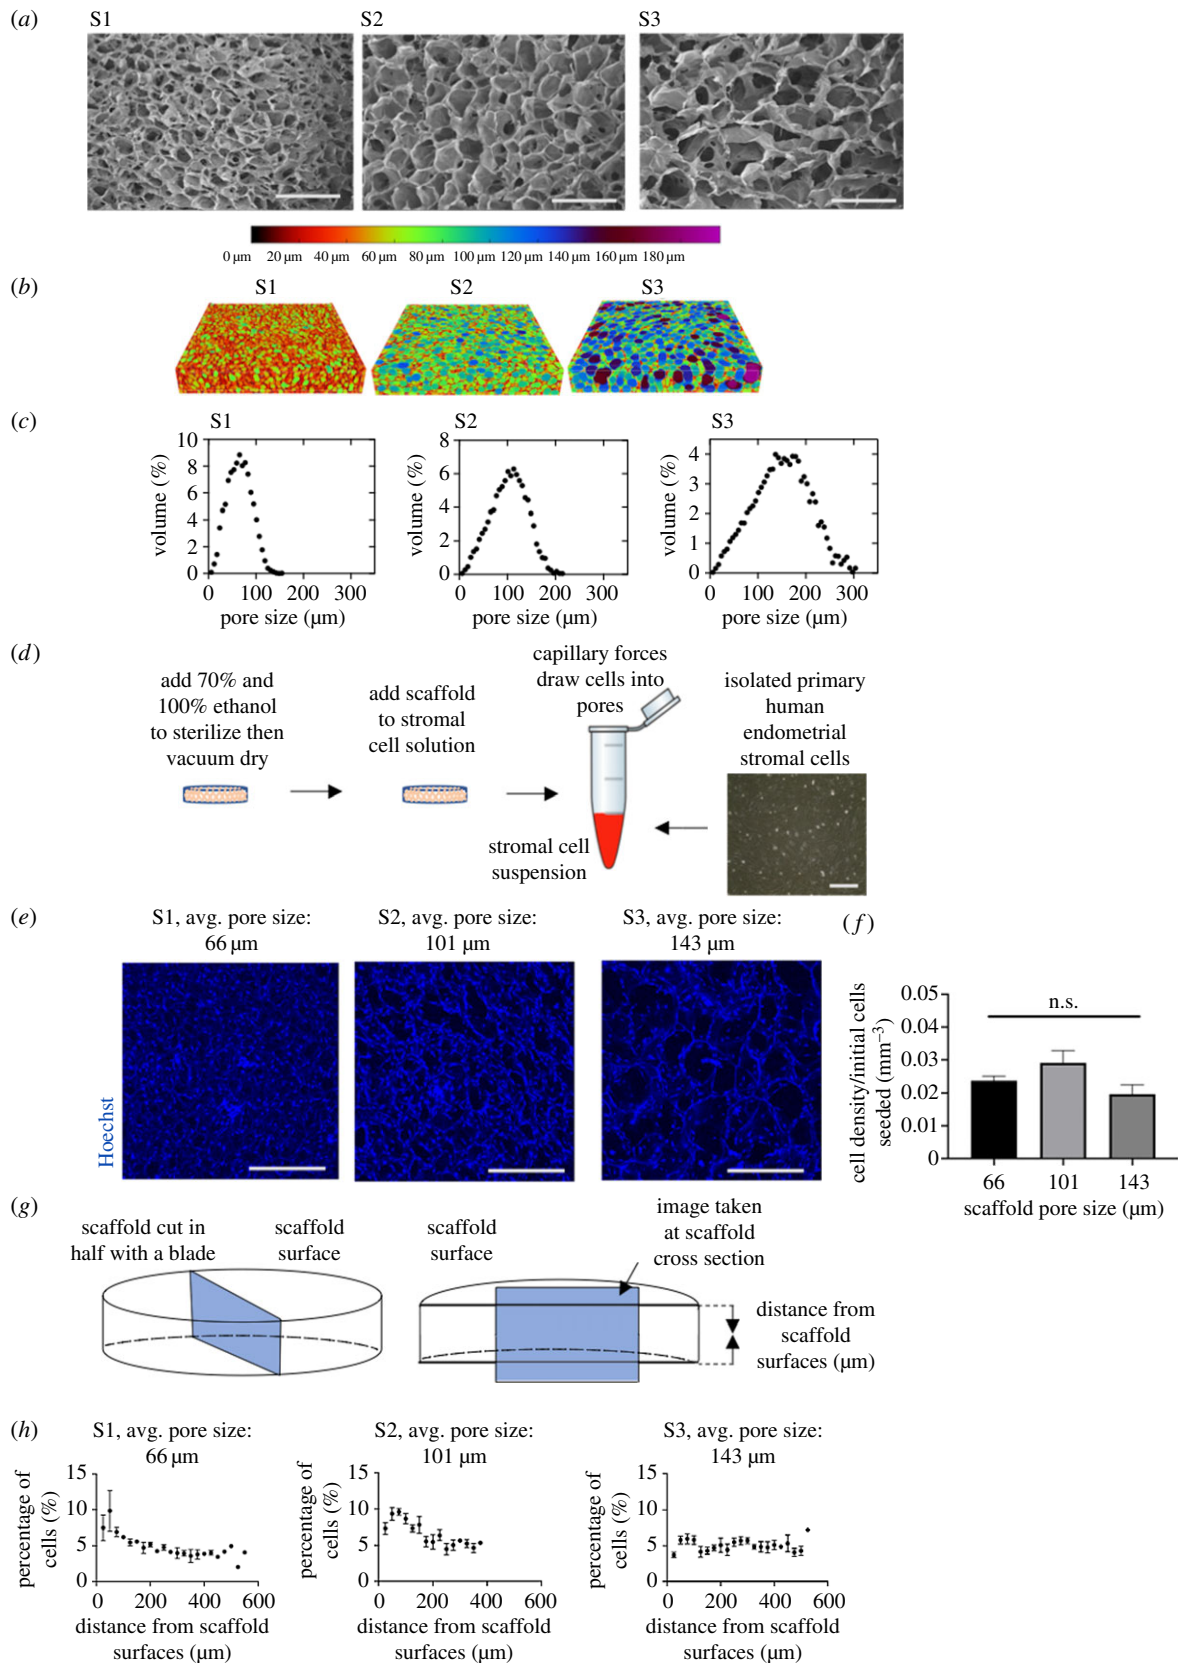 (a)
S1 S2 S3
0 µm 20 µm 40 µm 60 µm 80 µm 100 µm 120 µm 140 µm 160 µm 180 µm
(b)
S1 S2 S3
(c)
S1
10
8
6
4
2
0
volume (%)
0 100 200 300
pore size (µm)
S2
8
6
4
2
0
volume (%)
0 100 200 300
pore size (µm)
S3
4
3
2
1
0
volume (%)
0 100 200 300
pore size (µm)
(d)
add 70% and
100% ethanol
to sterilize then
vacuum dry
add scaffold
to stromal
cell solution
capillary forces
draw cells into
pores
stromal cell
suspension
isolated primary
human
endometrial
stromal cells
(e)
S1, avg. pore size:
66 µm
S2, avg. pore size:
101 µm
S3, avg. pore size:
143 µm
Hoechst
(f)
n.s.
0.05
0.04
0.03
0.02
0.01
0
cell density/initial cells
seeded (mm⁻³)
66 101 143
scaffold pore size (µm)
(g)
scaffold cut in
half with a blade
scaffold
surface
scaffold
surface
image taken
at scaffold
cross section
distance from
scaffold
surfaces (µm)
(h)
S1, avg. pore size:
66 µm
15
10
5
0
percentage of
cells (%)
0 200 400 600
distance from scaffold
surfaces (µm)
S2, avg. pore size:
101 µm
15
10
5
0
percentage of
cells (%)
0 200 400 600
distance from scaffold
surfaces (µm)
S3, avg. pore size:
143 µm
15
10
5
0
percentage of
cells (%)
0 200 400 600
distance from scaffold
surfaces (µm)